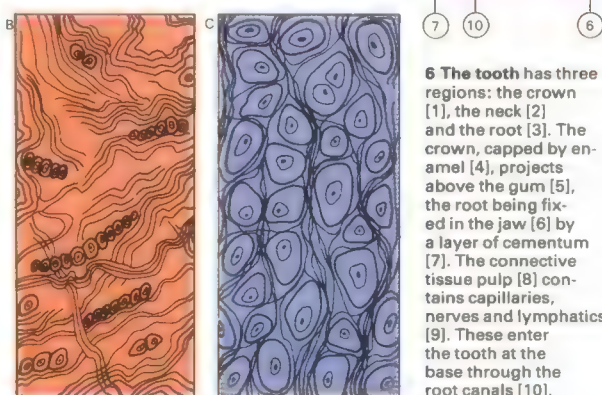 B
C
7 10 6
6 The tooth has three
regions: the crown
[1], the neck [2]
and the root [3]. The
crown, capped by en-
amel [4], projects
above the gum [5],
the root being fix-
ed in the jaw [6] by
a layer of cementum
[7]. The connective
tissue pulp [8] con-
tains capillaries,
nerves and lymphatics
[9]. These enter
the tooth at the
base through the
root canals [10].